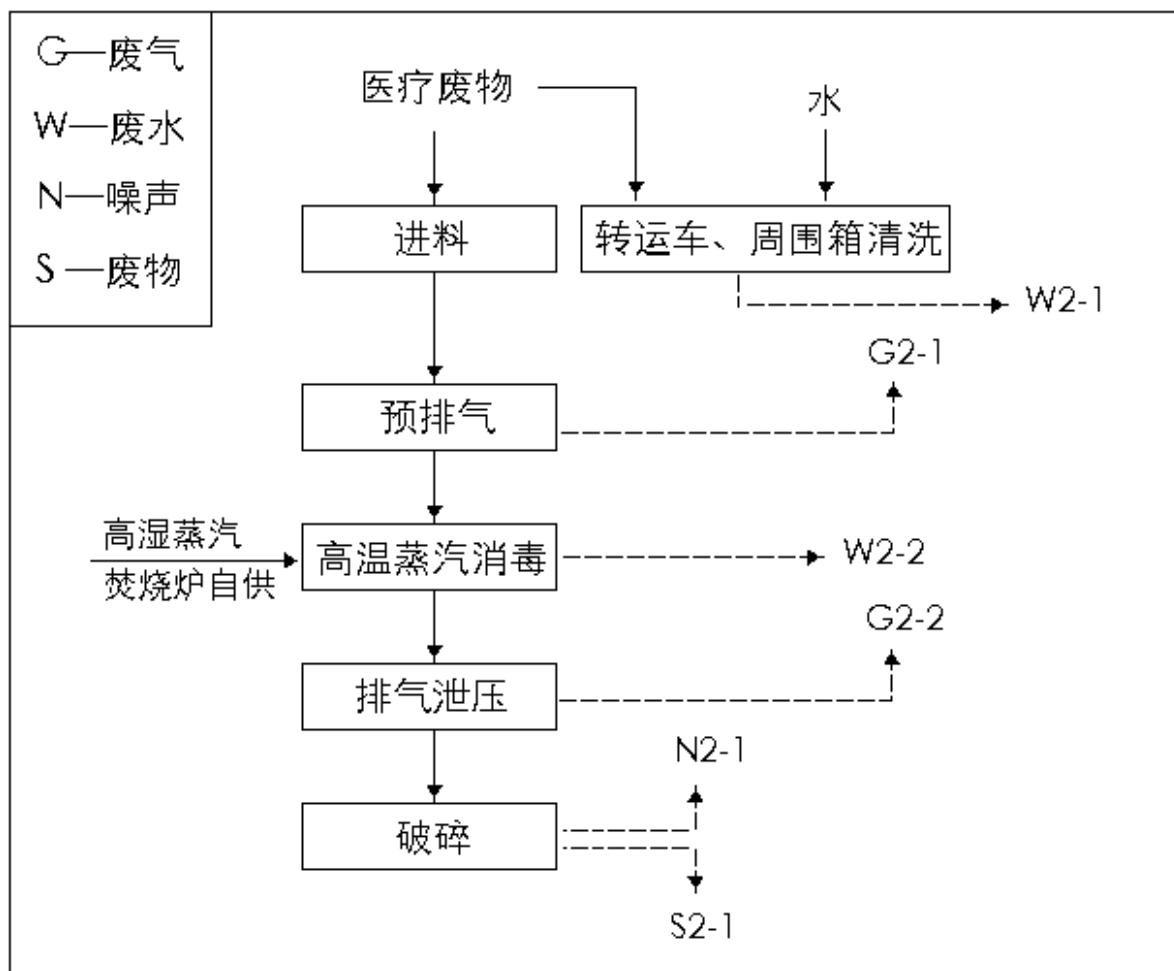 G—废气
W—废水
N—噪声
S—废物
医疗废物
水
进料
转运车、周围箱清洗
W2-1
G2-1
预排气
高湿蒸汽
焚烧炉自供
高温蒸汽消毒
W2-2
G2-2
排气泄压
N2-1
破碎
S2-1